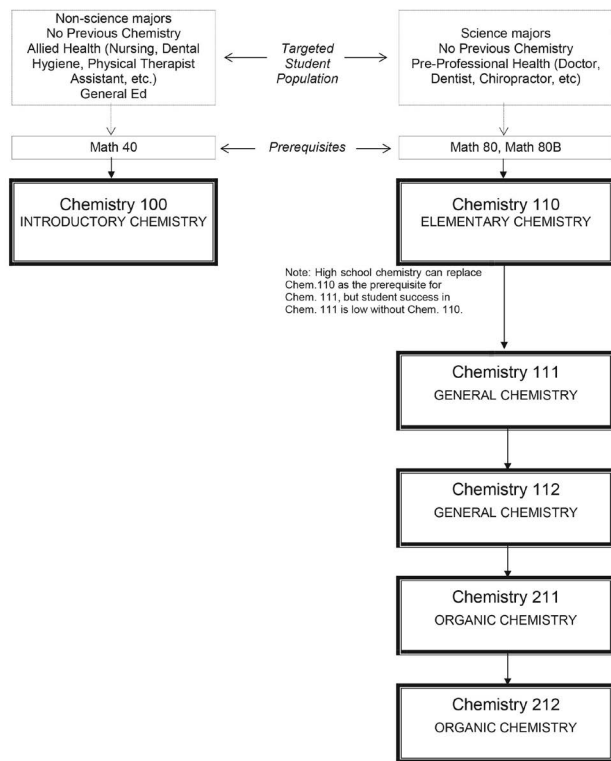 Non-science majors
No Previous Chemistry
Allied Health (Nursing, Dental
Hygiene, Physical Therapist
Assistant, etc.)
General Ed
Targeted
Student
Population
Science majors
No Previous Chemistry
Pre-Professional Health (Doctor,
Dentist, Chiropractor, etc)
Math 40
Prerequisites
Math 80, Math 80B
Chemistry 100
INTRODUCTORY CHEMISTRY
Chemistry 110
ELEMENTARY CHEMISTRY
Note: High school chemistry can replace
Chem.110 as the prerequisite for
Chem. 111, but student success in
Chem. 111 is low without Chem. 110.
Chemistry 111
GENERAL CHEMISTRY
Chemistry 112
GENERAL CHEMISTRY
Chemistry 211
ORGANIC CHEMISTRY
Chemistry 212
ORGANIC CHEMISTRY